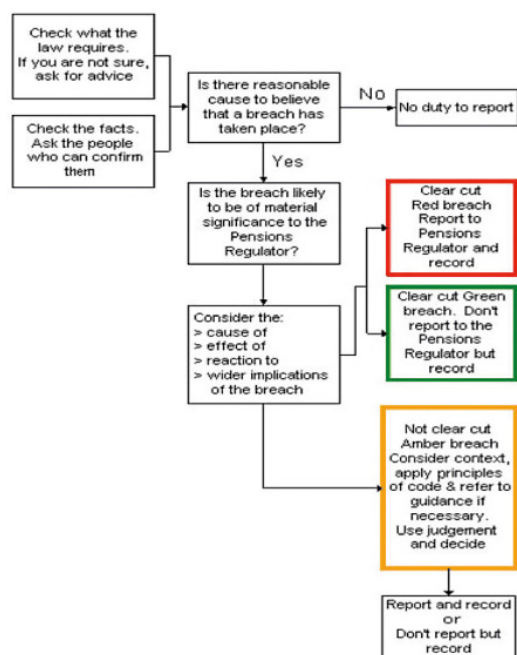 Check what the
law requires.
If you are not sure,
ask for advice
Check the facts.
Ask the people
who can confirm
them
Is there reasonable
cause to believe
that a breach has
taken place?
No
No duty to report
Yes
Is the breach likely
to be of material
significance to the
Pensions
Regulator?
Clear cut
Red breach
Report to
Pensions
Regulator and
record
Clear cut Green
breach. Don't
report to the
Pensions
Regulator but
record
Consider the:
> cause of
> effect of
> reaction to
> wider implications
of the breach
Not clear cut
Amber breach
Consider context,
apply principles
of code & refer to
guidance if
necessary.
Use judgement
and decide
Report and record
or
Don't report but
record